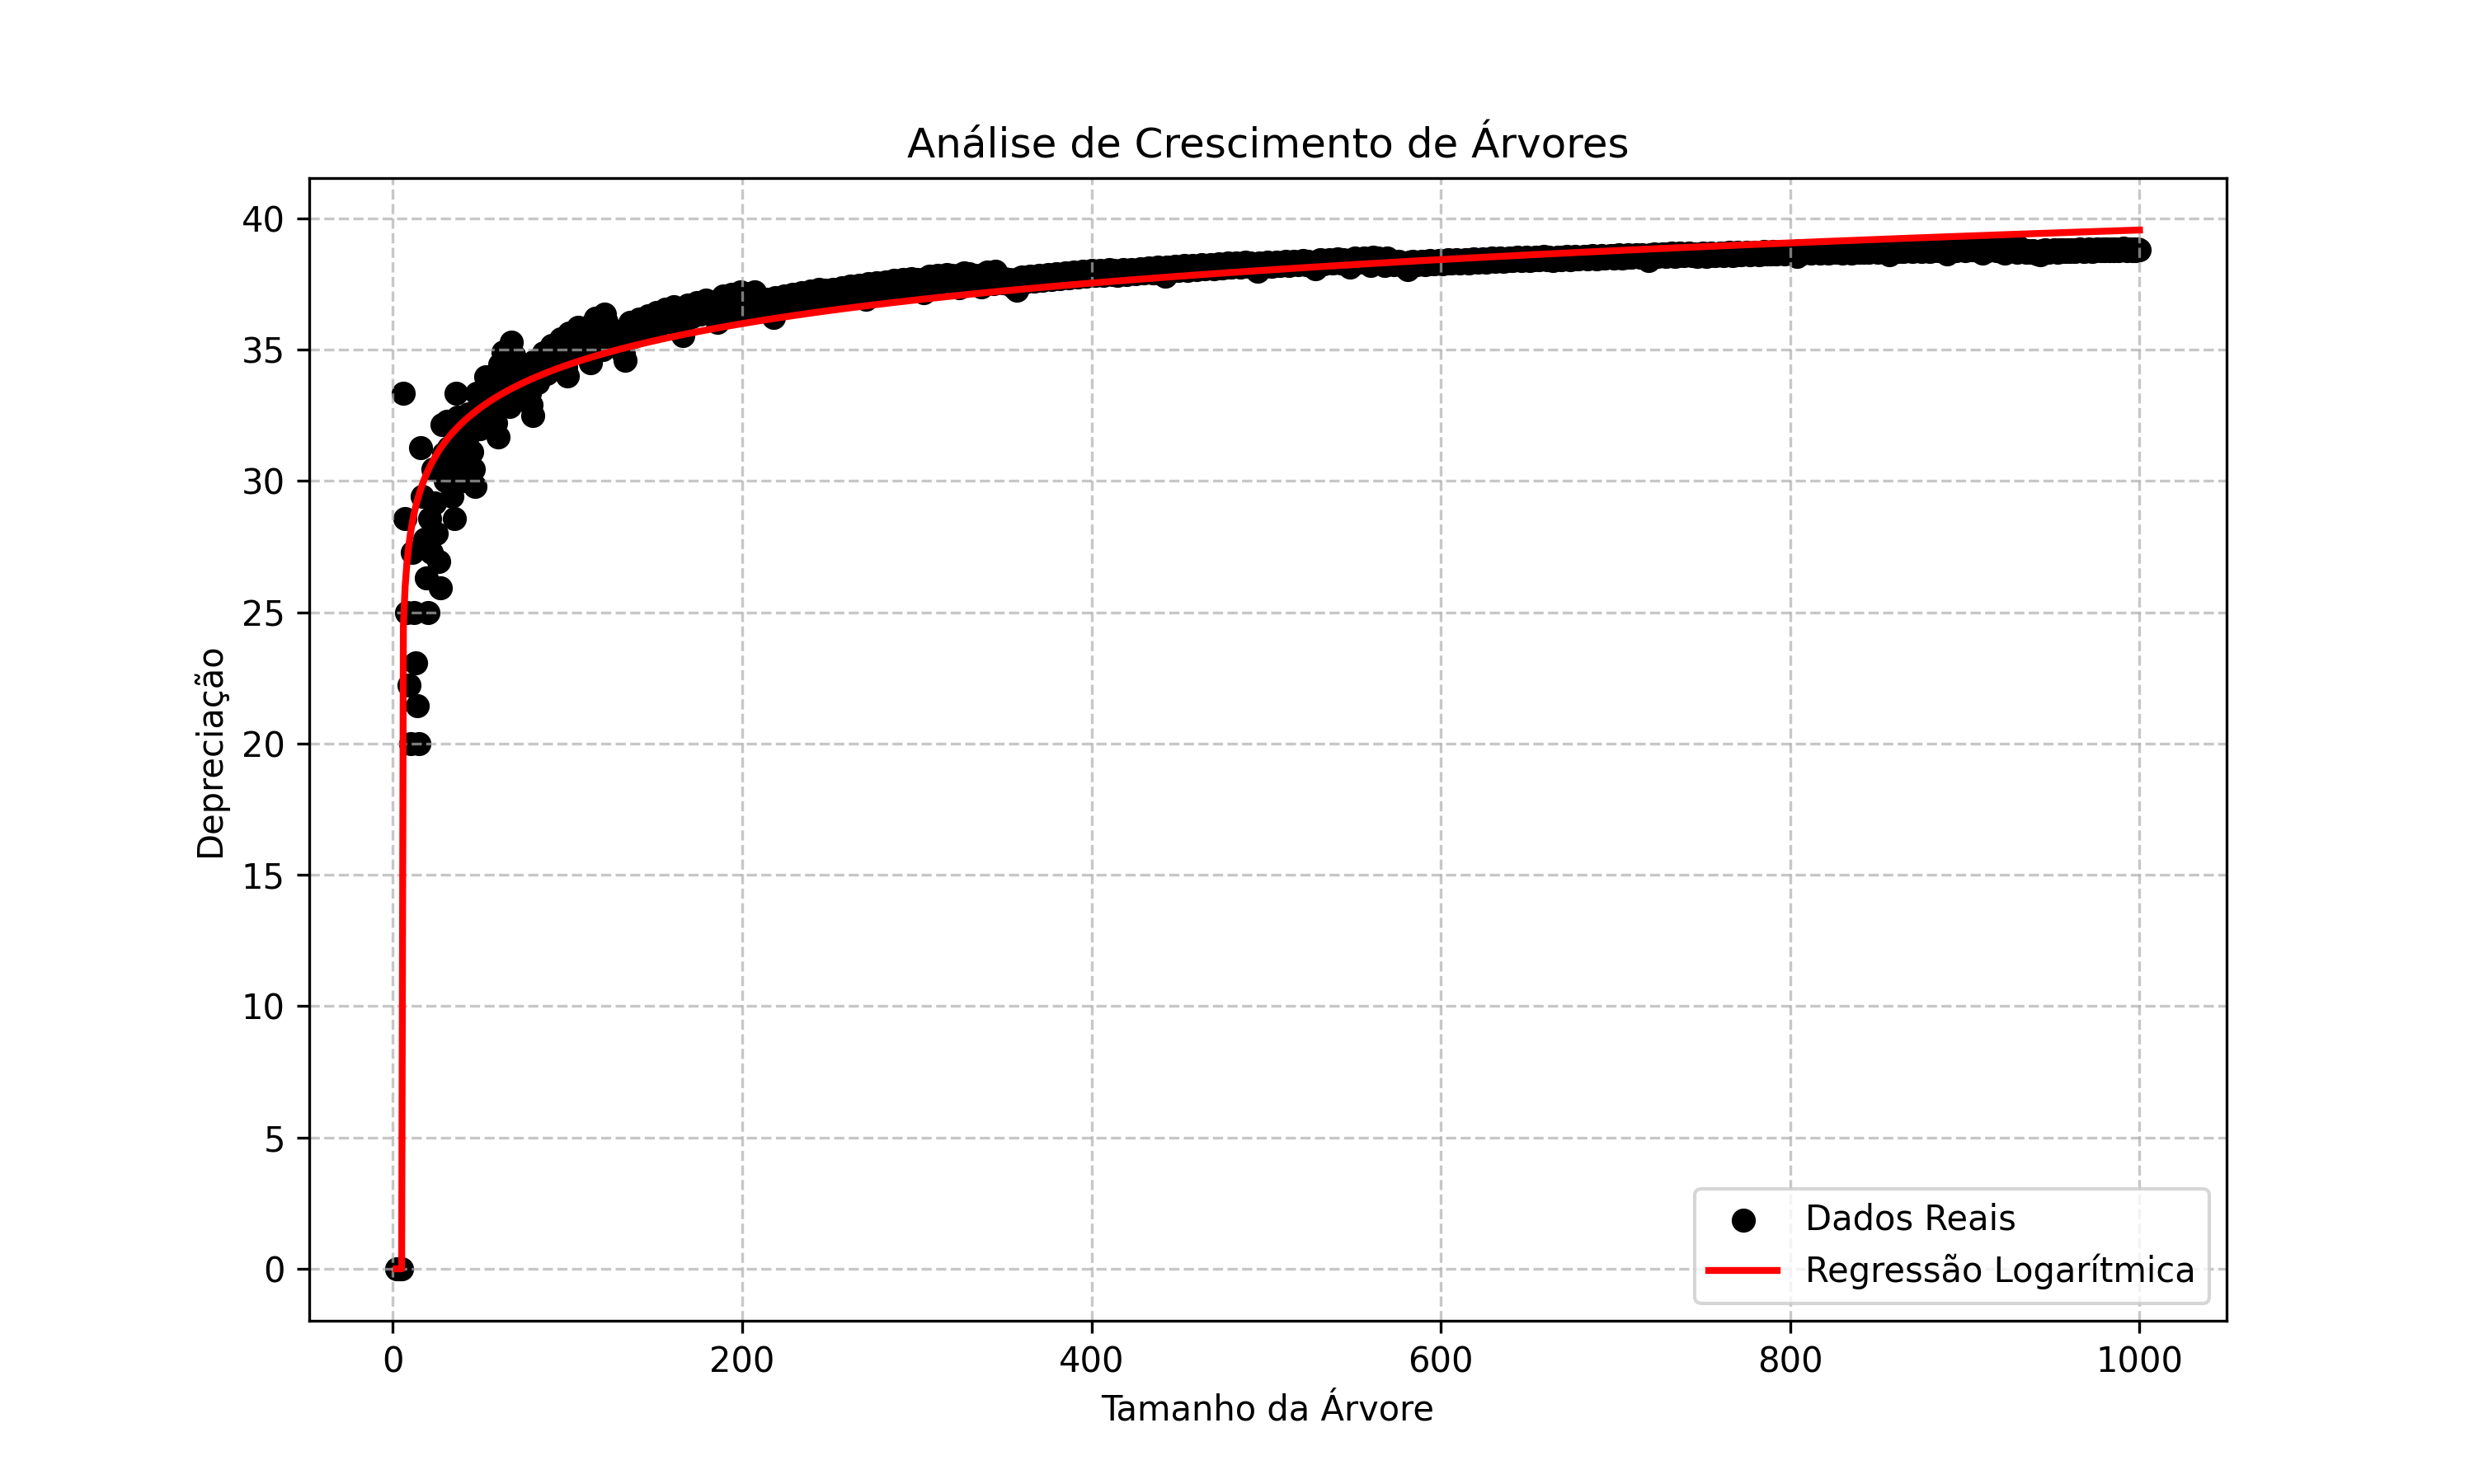 Análise de Crescimento de Árvores
40
35
30
25
20
15
10
5
0
Depreciação
0 200 400 600 800 1000
Tamanho da Árvore
Dados Reais
Regressão Logarítmica